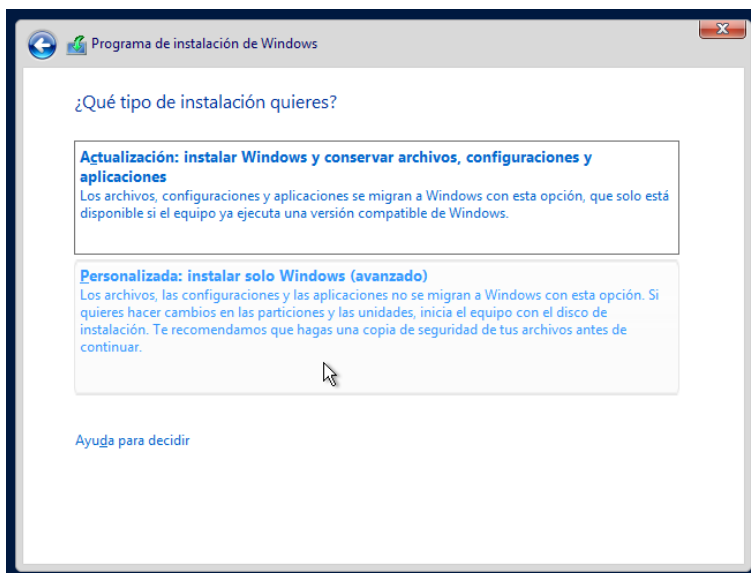 Programa de instalación de Windows
¿Qué tipo de instalación quieres?
Actualización: instalar Windows y conservar archivos, configuraciones y
aplicaciones
Los archivos, configuraciones y aplicaciones se migran a Windows con esta opción, que solo está
disponible si el equipo ya ejecuta una versión compatible de Windows.
Personalizada: instalar solo Windows (avanzado)
Los archivos, las configuraciones y las aplicaciones no se migran a Windows con esta opción. Si
quieres hacer cambios en las particiones y las unidades, inicia el equipo con el disco de
instalación. Te recomendamos que hagas una copia de seguridad de tus archivos antes de
continuar.
Ayuda para decidir